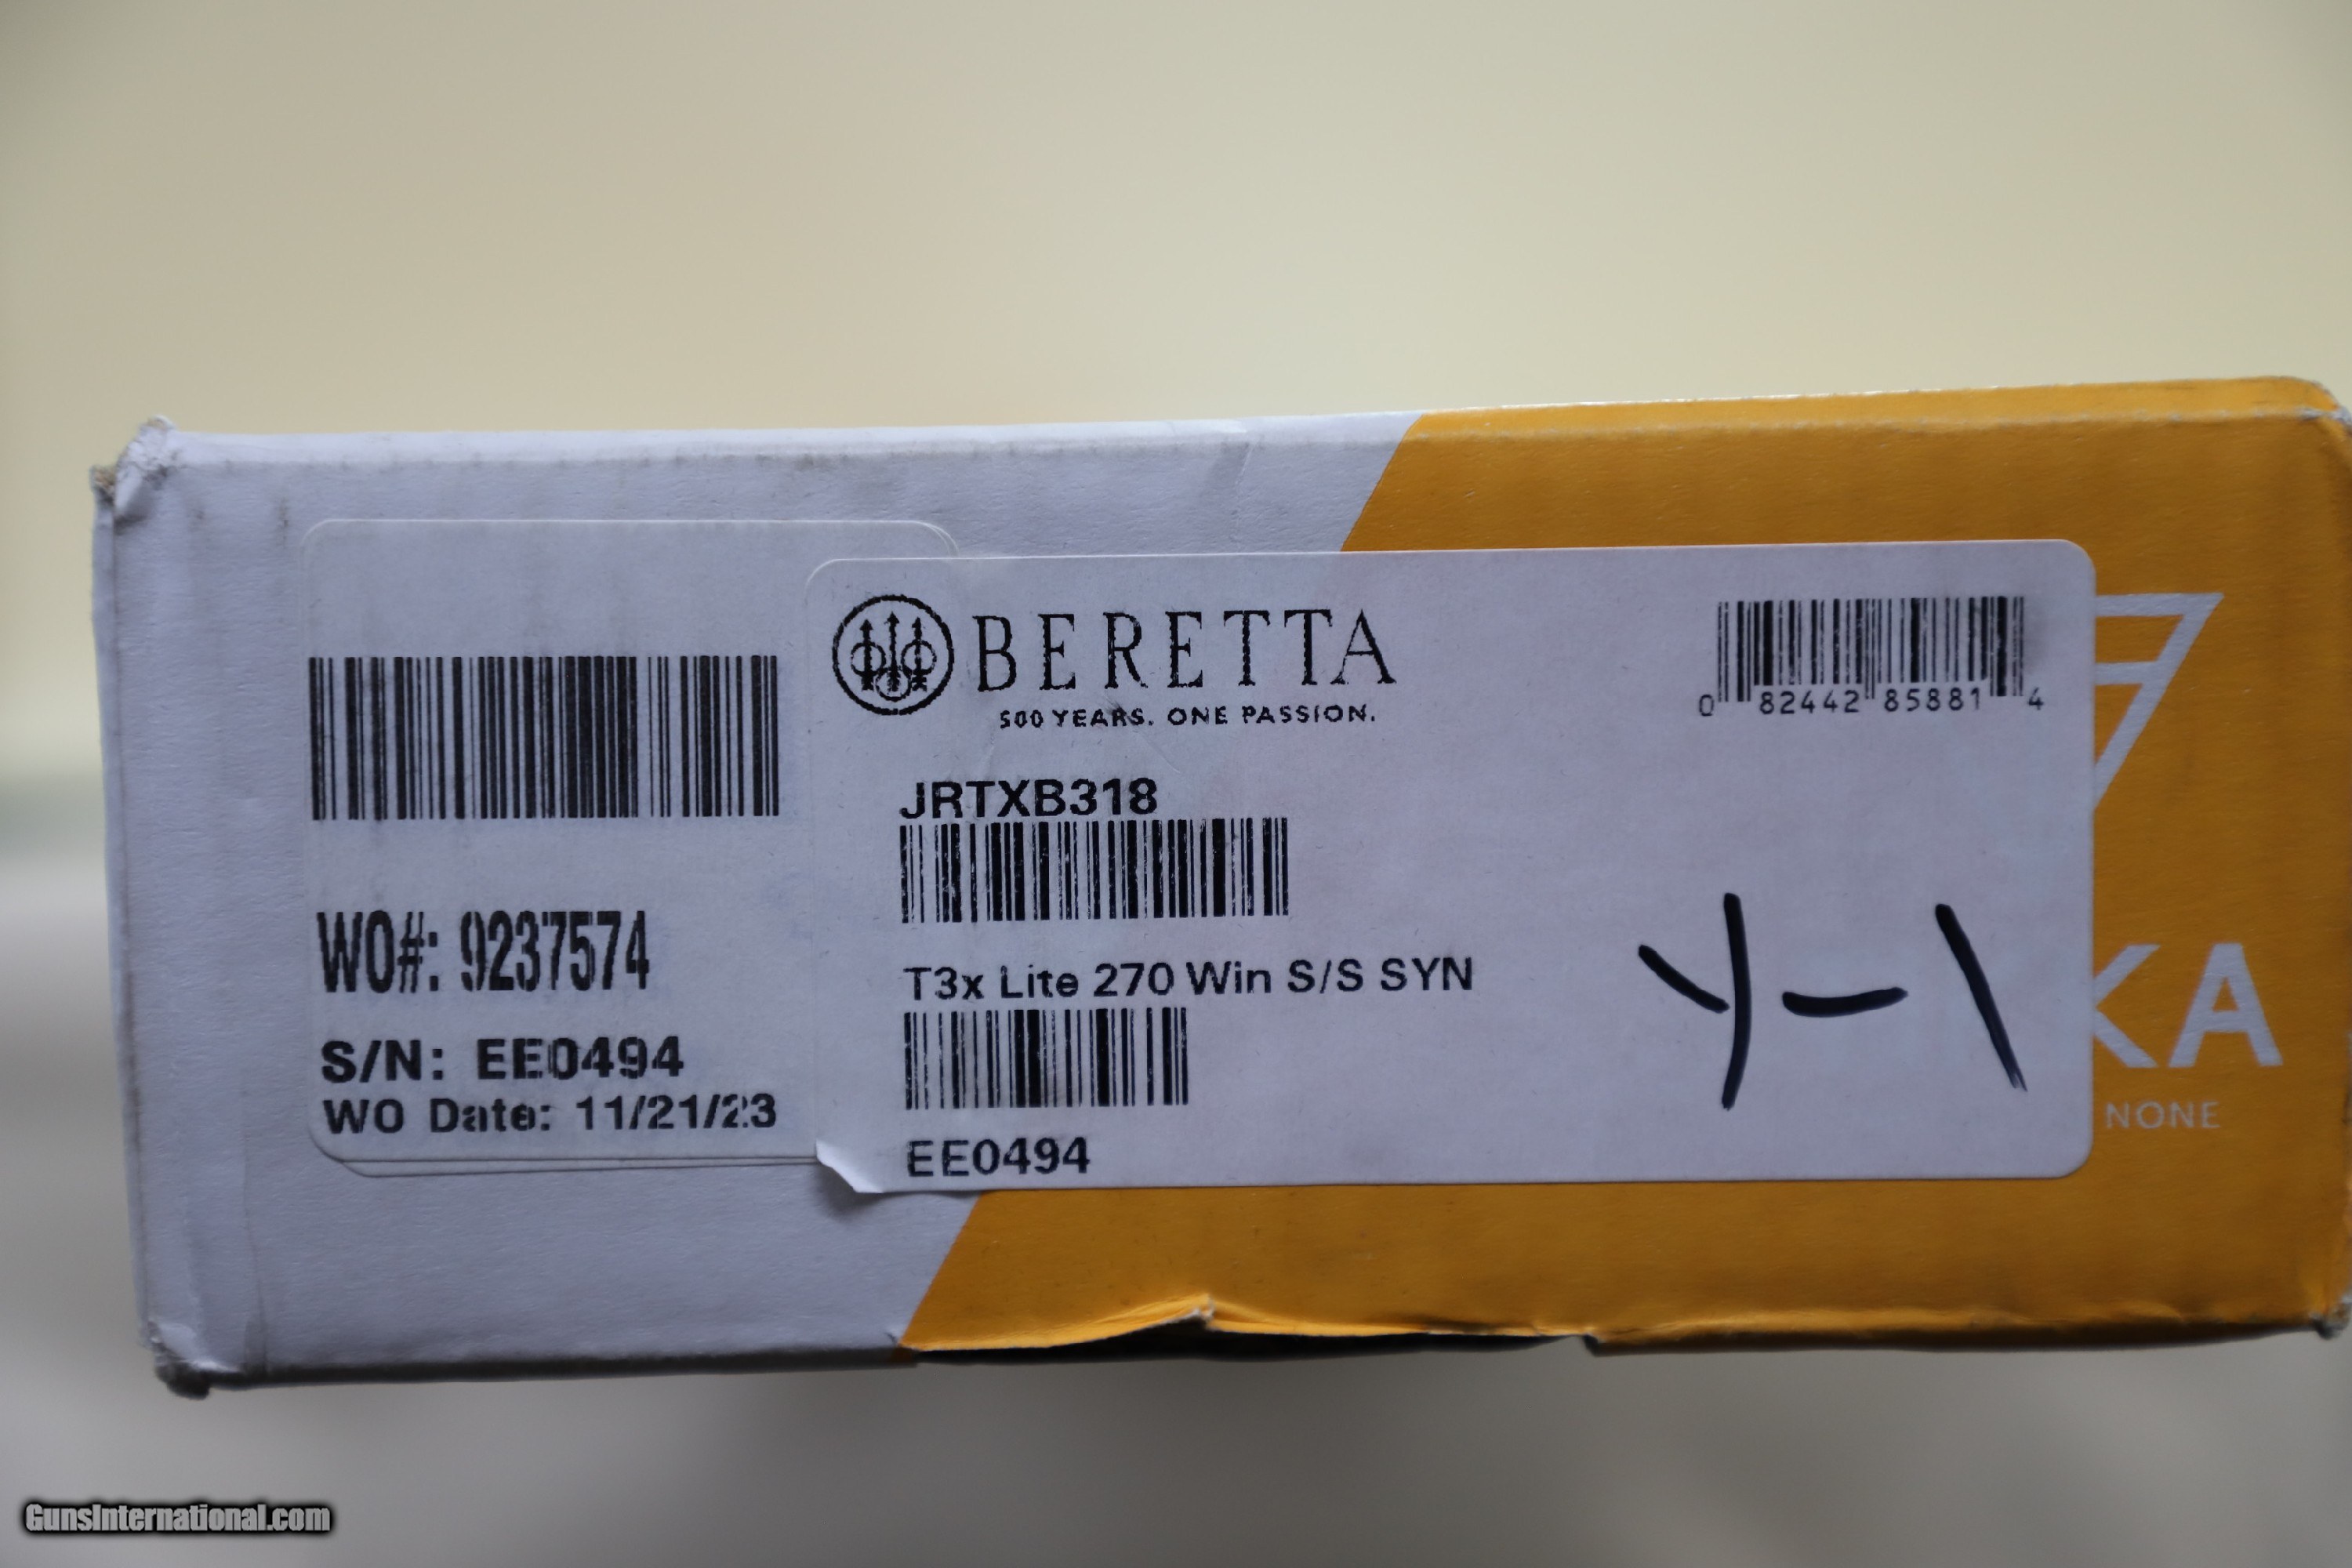 WO#: 9237574
S/N: EE0494
WO Date: 11/21/23
BERETTA
500 YEARS. ONE PASSION.
0 82442 85881 4
JRTXB318
T3x Lite 270 Win S/S SYN
EE0494
Y-1
KA
NONE
GunsInternational.com